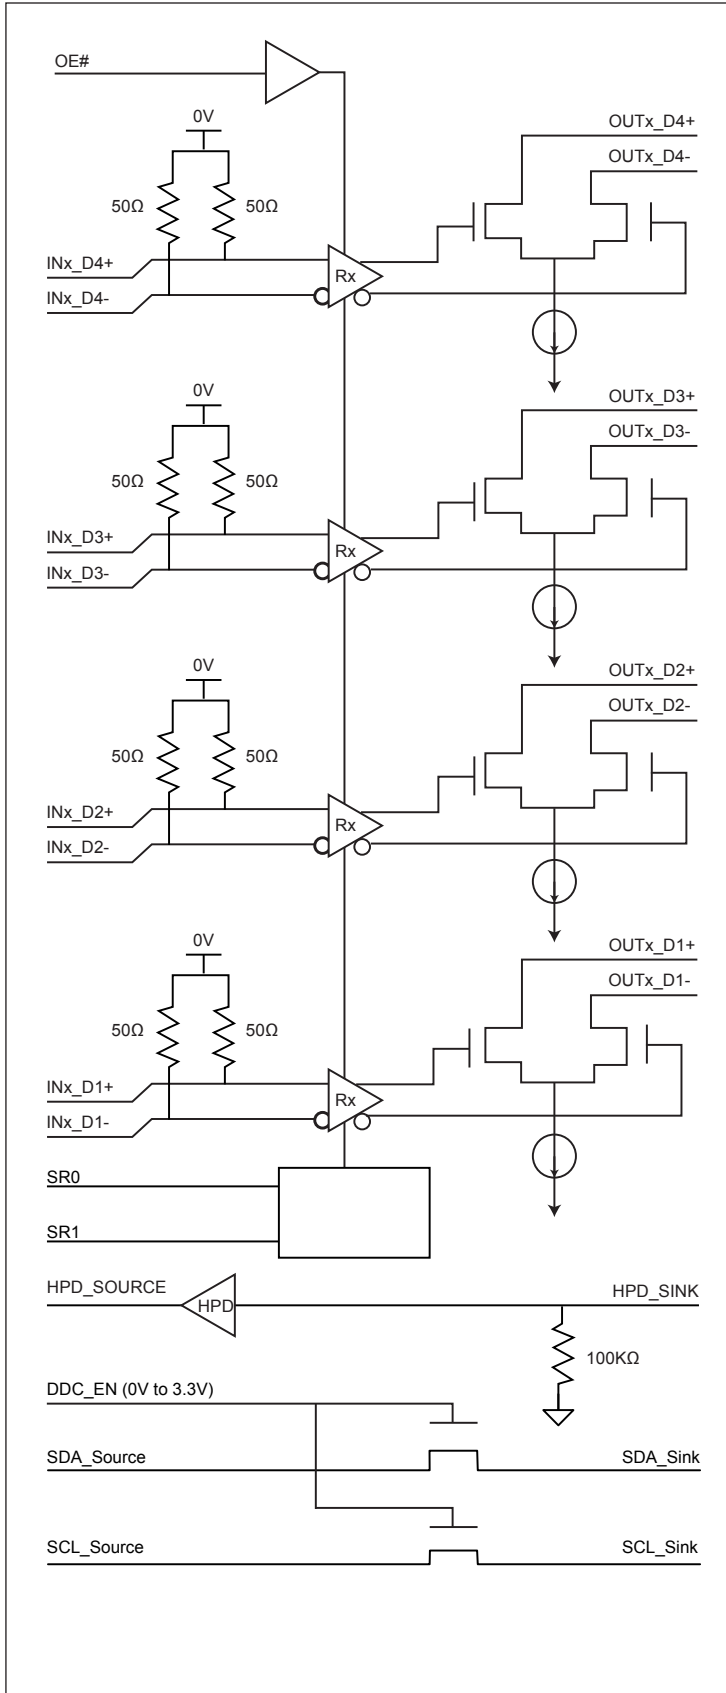 OE#
0V
OUTx_D4+
OUTx_D4-
50Ω 50Ω
INx_D4+
Rx
INx_D4-
0V
OUTx_D3+
OUTx_D3-
50Ω 50Ω
INx_D3+
Rx
INx_D3-
0V
OUTx_D2+
OUTx_D2-
50Ω 50Ω
INx_D2+
Rx
INx_D2-
0V
OUTx_D1+
OUTx_D1-
50Ω 50Ω
INx_D1+
Rx
INx_D1-
SR0
SR1
HPD_SOURCE HPD HPD_SINK
100KΩ
DDC_EN (0V to 3.3V)
SDA_Source SDA_Sink
SCL_Source SCL_Sink